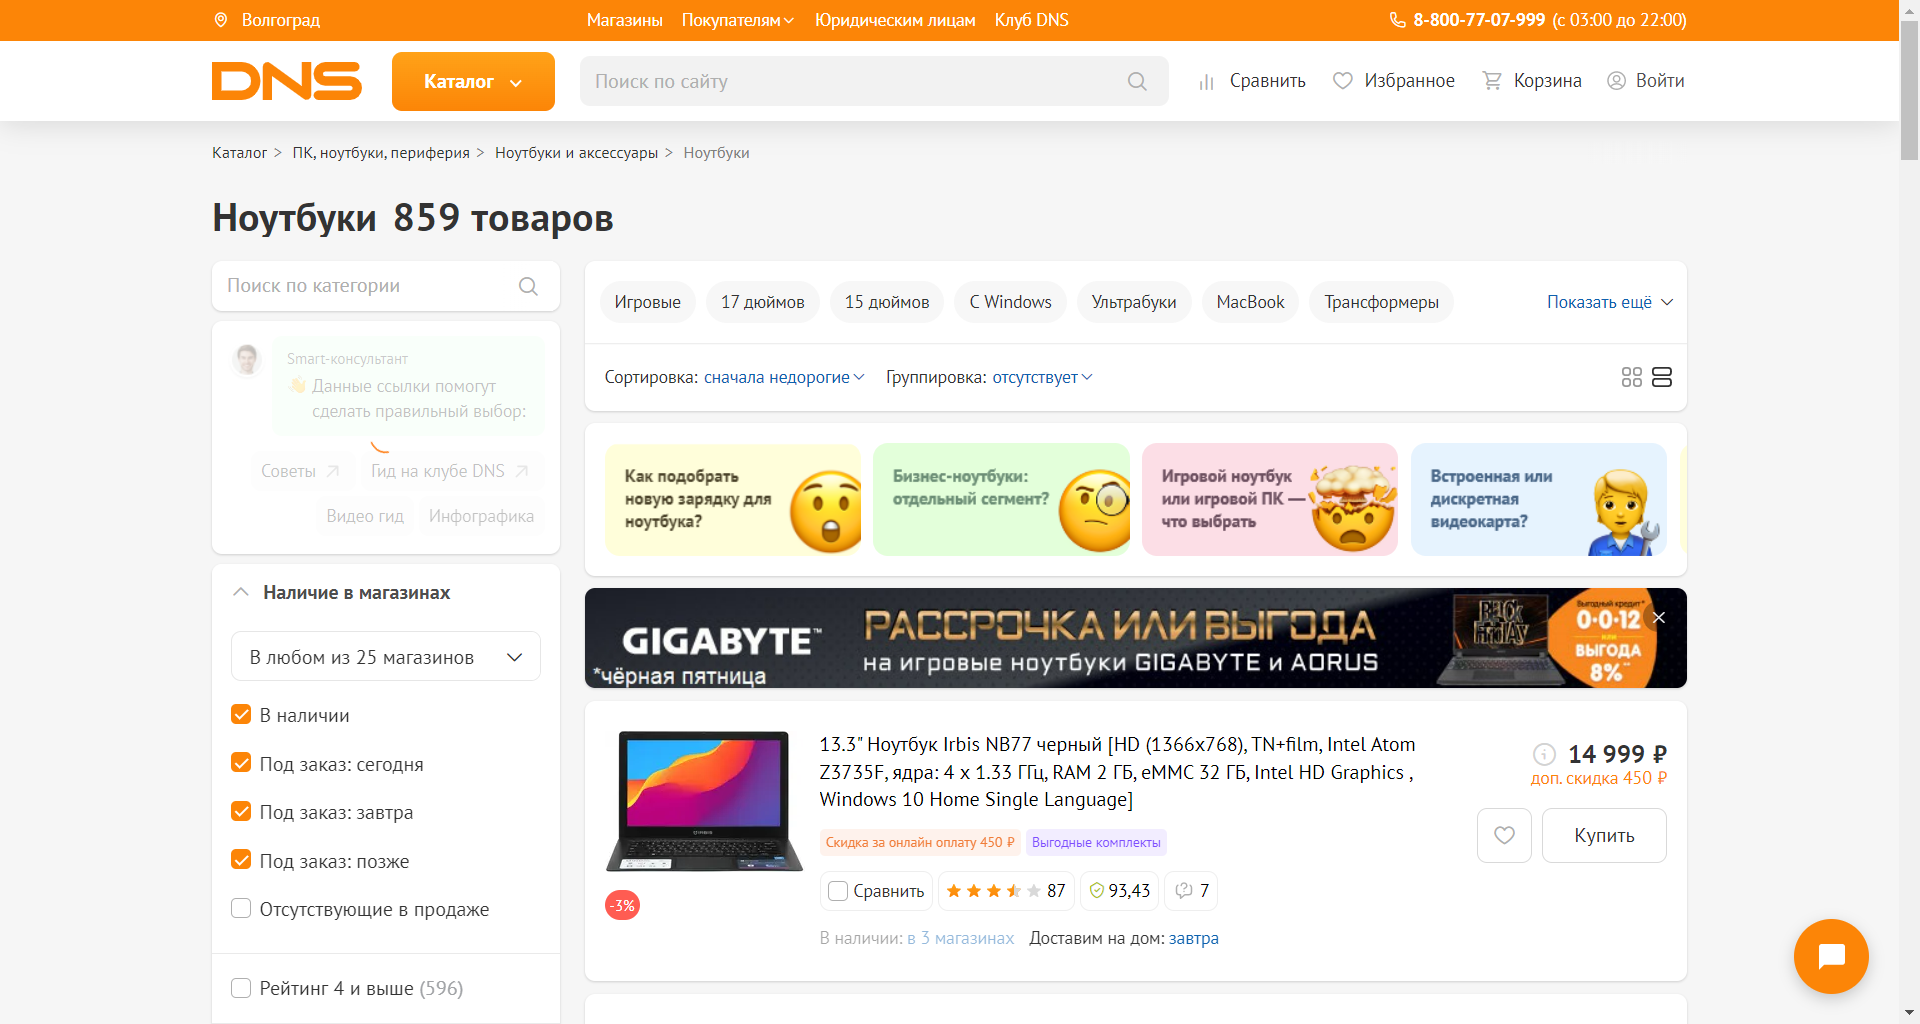 Волгоград
Магазины Покупателям Юридическим лицам Клуб DNS
8-800-77-07-999 (с 03:00 до 22:00)
DNS
Каталог
Поиск по сайту
Сравнить
Избранное
Корзина
Войти
Каталог > ПК, ноутбуки, периферия > Ноутбуки и аксессуары > Ноутбуки
Ноутбуки 859 товаров
Поиск по категории
Smart-консультант
👋 Данные ссылки помогут
сделать правильный выбор:
Советы
Гид на клубе DNS
Видео гид
Инфографика
Наличие в магазинах
В любом из 25 магазинов
В наличии
Под заказ: сегодня
Под заказ: завтра
Под заказ: позже
Отсутствующие в продаже
Рейтинг 4 и выше (596)
Игровые
17 дюймов
15 дюймов
С Windows
Ультрабуки
MacBook
Трансформеры
Показать ещё
Сортировка: сначала недорогие
Группировка: отсутствует
Как подобрать
новую зарядку для
ноутбука?
Бизнес-ноутбуки:
отдельный сегмент?
Игровой ноутбук
или игровой ПК —
что выбрать
Встроенная или
дискретная
видеокарта?
GIGABYTE™
*чёрная пятница
РАССРОЧКА ИЛИ ВЫГОДА
на игровые ноутбуки GIGABYTE и AORUS
BLACK
FRIDAY
Выгодный кредит*
0-0-12
или
ВЫГОДА
8%**
13.3" Ноутбук Irbis NB77 черный [HD (1366x768), TN+film, Intel Atom
Z3735F, ядра: 4 х 1.33 ГГц, RAM 2 ГБ, eMMC 32 ГБ, Intel HD Graphics ,
Windows 10 Home Single Language]
Скидка за онлайн оплату 450 ₽
Выгодные комплекты
Сравнить
87
93,43
7
-3%
В наличии: в 3 магазинах
Доставим на дом: завтра
14 999 ₽
доп. скидка 450 ₽
Купить